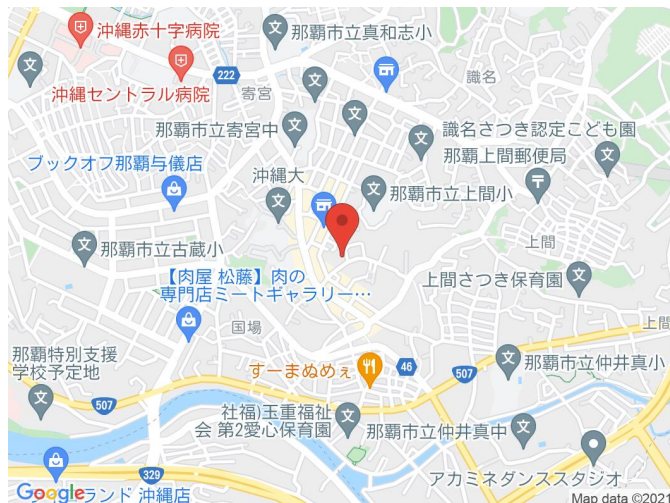 沖縄赤十字病院
那覇市立真和志小
222
沖縄セントラル病院
寄宮
識名
那覇市立寄宮中
識名さつき認定こども園
那覇上間郵便局
ブックオフ那覇与儀店
沖縄大
那覇市立上間小
那覇市立古蔵小
上間
【肉屋 松藤】肉の
専門店ミートギャラリー…
上間さつき保育園
国場
上間
那覇特別支援
学校予定地
すーまぬめぇ
46
507
那覇市立仲井真小
507
社福)玉重福祉
会 第2愛心保育園
那覇市立仲井真中
329
アカミネダンススタジオ
Google
ランド 沖縄店
Map data ©2021